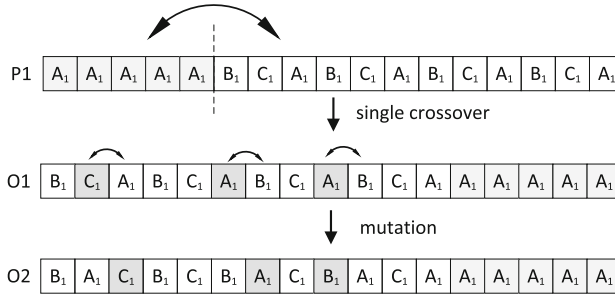 P1 A₁ A₁ A₁ A₁ A₁ B₁ C₁ A₁ B₁ C₁ A₁ B₁ C₁ A₁ B₁ C₁ A₁
single crossover
O1 B₁ C₁ A₁ B₁ C₁ A₁ B₁ C₁ A₁ B₁ C₁ A₁ A₁ A₁ A₁ A₁ A₁
mutation
O2 B₁ A₁ C₁ B₁ C₁ B₁ A₁ C₁ B₁ A₁ C₁ A₁ A₁ A₁ A₁ A₁ A₁